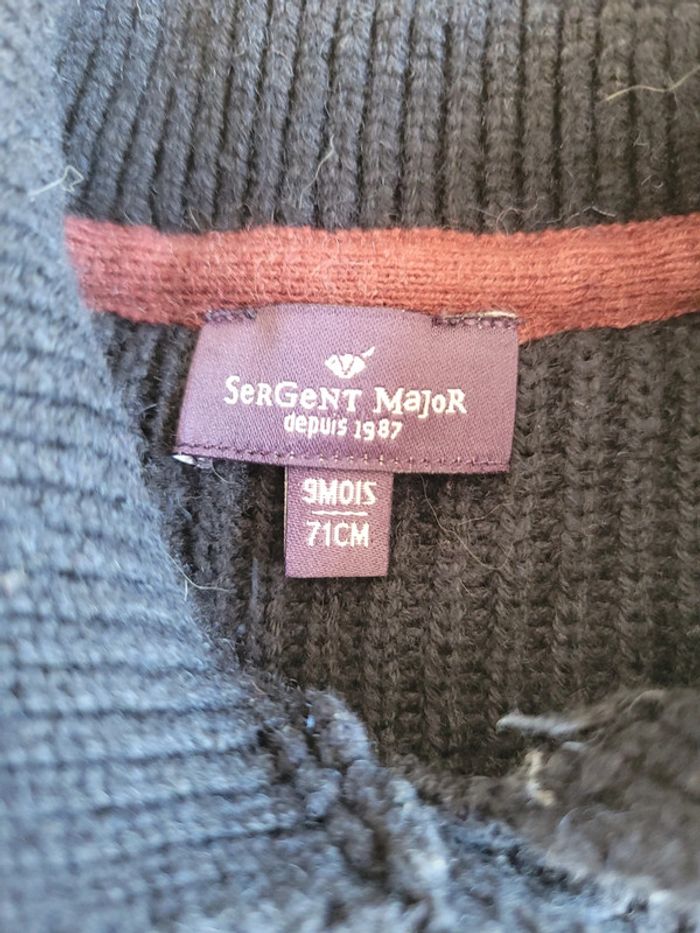 SerGeNT MajoR
depuis 1987
9MOIS
71CM